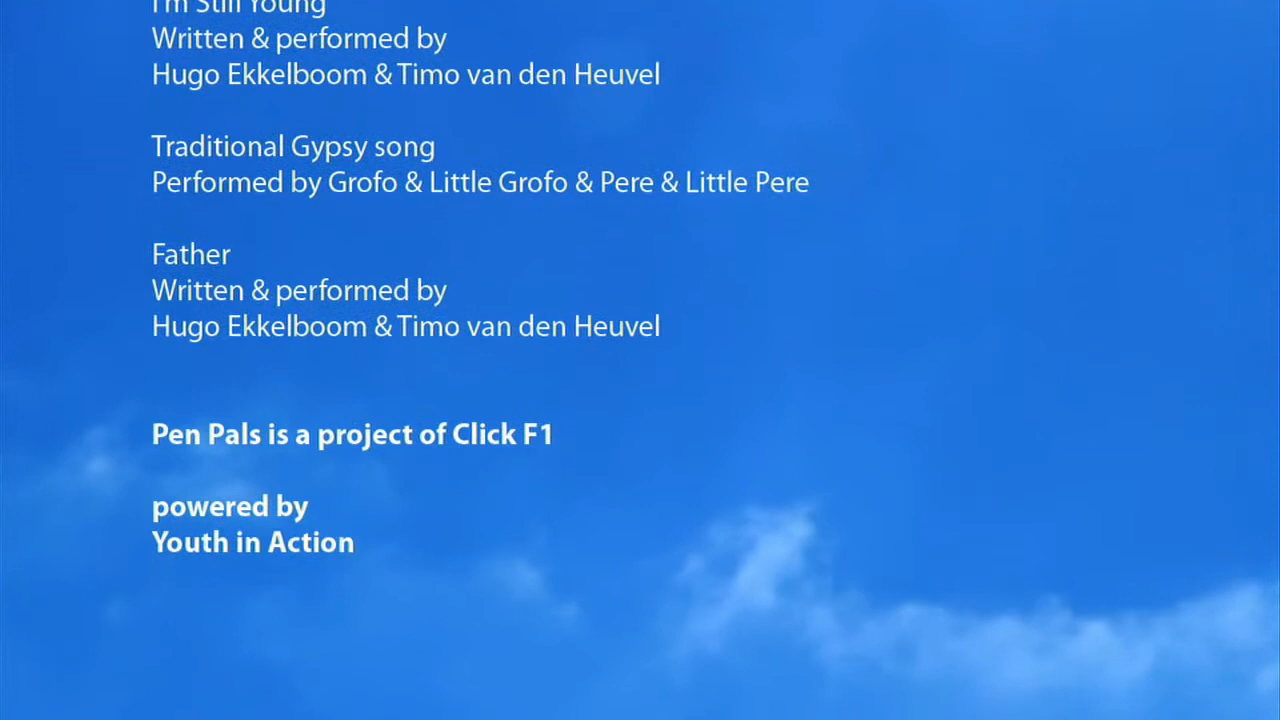 I'm Still Young
Written & performed by
Hugo Ekkelboom & Timo van den Heuvel
Traditional Gypsy song
Performed by Grofo & Little Grofo & Pere & Little Pere
Father
Written & performed by
Hugo Ekkelboom & Timo van den Heuvel
Pen Pals is a project of Click F1
powered by
Youth in Action